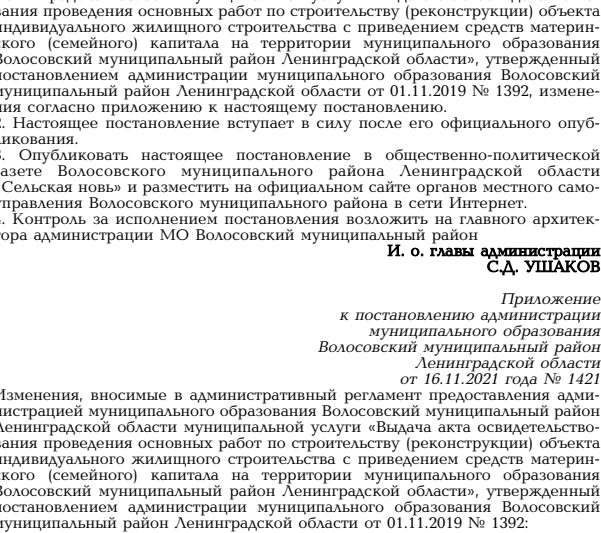 вания проведения основных работ по строительству (реконструкции) объекта
индивидуального жилищного строительства с приведением средств материн-
ского (семейного) капитала на территории муниципального образования
Волосовский муниципальный район Ленинградской области», утвержденный
постановлением администрации муниципального образования Волосовский
муниципальный район Ленинградской области от 01.11.2019 № 1392, измене-
ния согласно приложению к настоящему постановлению.
2. Настоящее постановление вступает в силу после его официального опуб-
ликования.
3. Опубликовать настоящее постановление в общественно-политической
газете Волосовского муниципального района Ленинградской области
«Сельская новь» и разместить на официальном сайте органов местного само-
управления Волосовского муниципального района в сети Интернет.
4. Контроль за исполнением постановления возложить на главного архитек-
тора администрации МО Волосовский муниципальный район
И. о. главы администрации
С.Д. УШАКОВ
Приложение
к постановлению администрации
муниципального образования
Волосовский муниципальный район
Ленинградской области
от 16.11.2021 года № 1421
Изменения, вносимые в административный регламент предоставления адми-
нистрацией муниципального образования Волосовский муниципальный район
Ленинградской области муниципальной услуги «Выдача акта освидетельство-
вания проведения основных работ по строительству (реконструкции) объекта
индивидуального жилищного строительства с приведением средств материн-
ского (семейного) капитала на территории муниципального образования
Волосовский муниципальный район Ленинградской области», утвержденный
постановлением администрации муниципального образования Волосовский
муниципальный район Ленинградской области от 01.11.2019 № 1392: